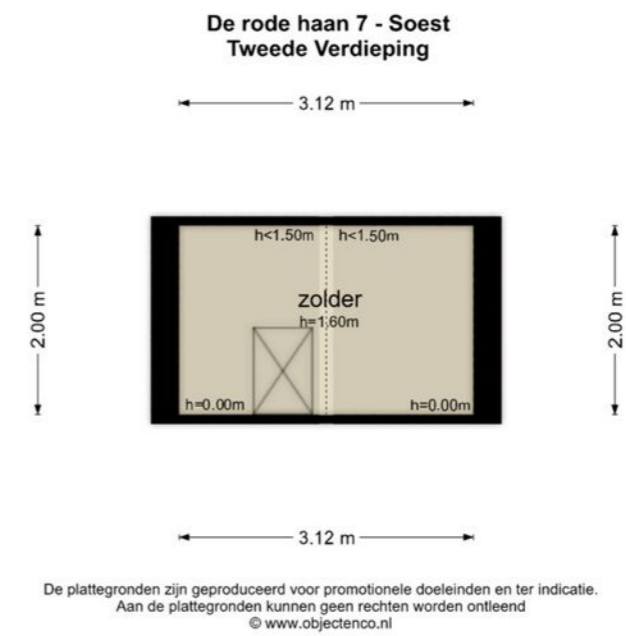 De rode haan 7 - Soest
Tweede Verdieping
3.12 m
h<1.50m h<1.50m
zolder
h=1.60m
2.00 m
2.00 m
h=0.00m h=0.00m
3.12 m
De plattegronden zijn geproduceerd voor promotionele doeleinden en ter indicatie.
Aan de plattegronden kunnen geen rechten worden ontleend
© www.objectenco.nl